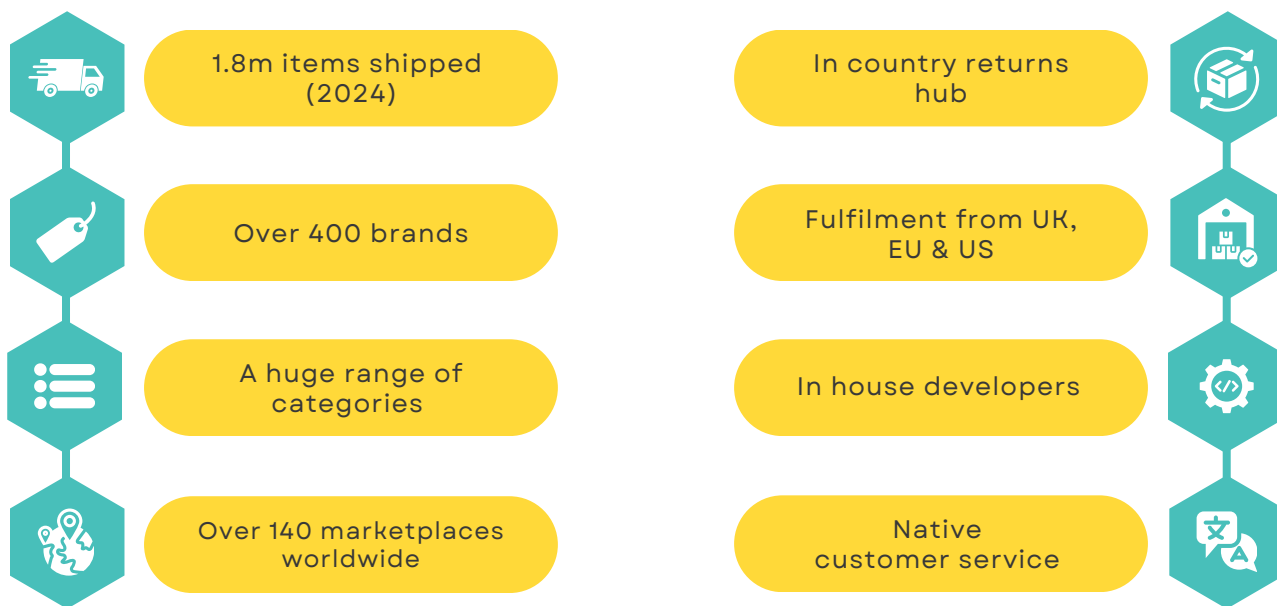 1.8m items shipped
(2024)
Over 400 brands
A huge range of
categories
Over 140 marketplaces
worldwide
In country returns
hub
Fulfilment from UK,
EU & US
In house developers
</>
Native
customer service
文
A